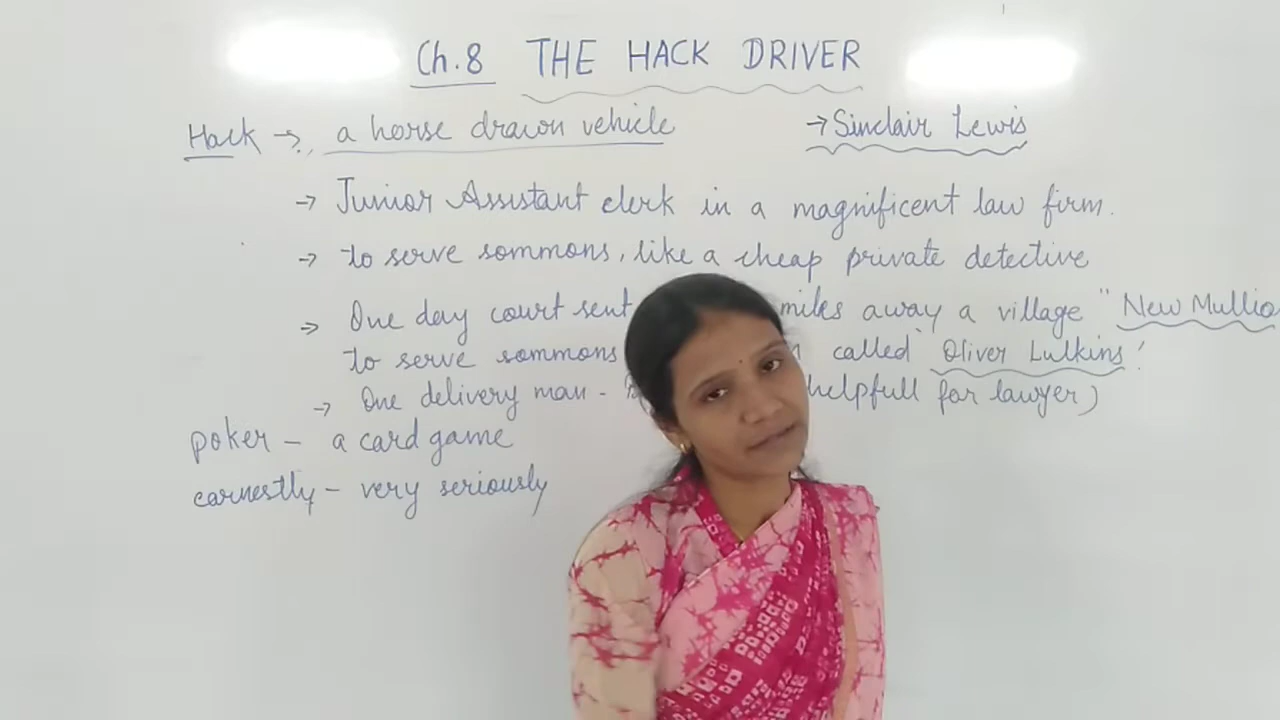 Ch.8 THE HACK DRIVER
Hack → a horse drawn vehicle
→ Sinclair Lewis
→ Junior Assistant clerk in a magnificent law firm.
→ to serve sommons, like a cheap private detective
→ One day court sent miles away a village "New Mullio
to serve sommons called Oliver Lulkins'
→ One delivery man - helpfull for lawyer)
poker - a card game
earnestly - very seriously